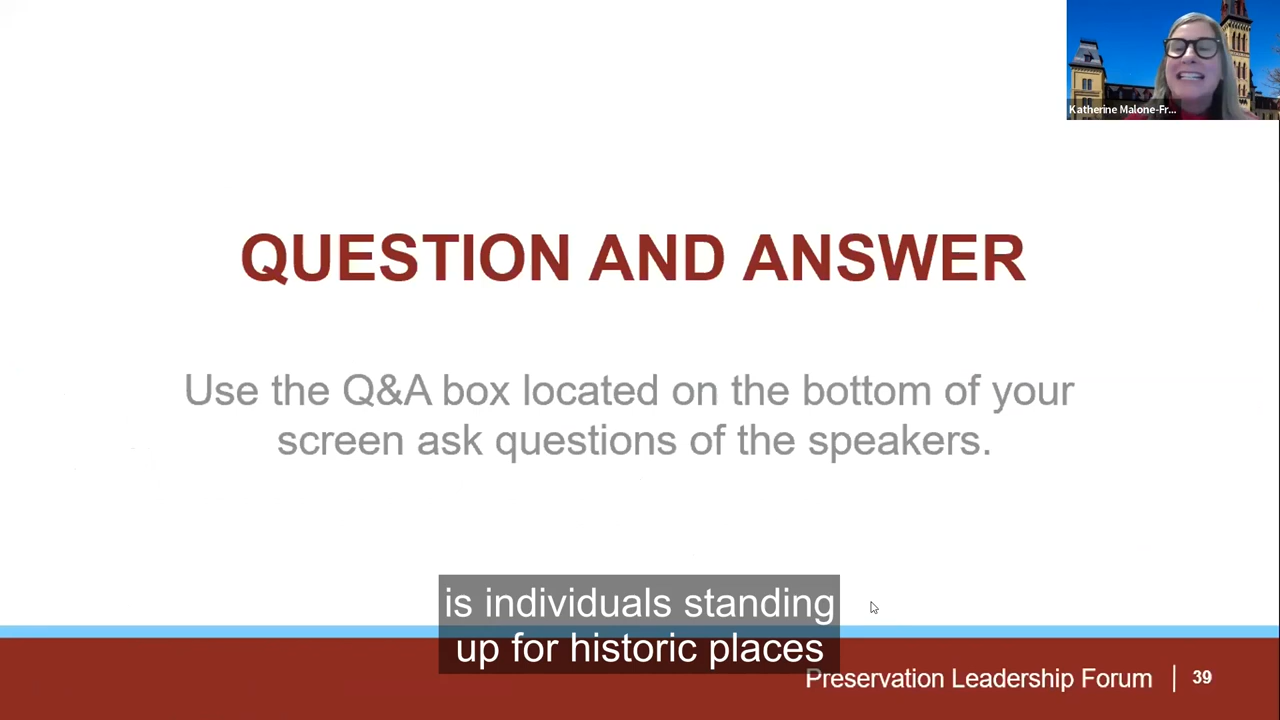 Katherine Malone-Fr...
QUESTION AND ANSWER
Use the Q&A box located on the bottom of your
screen ask questions of the speakers.
is individuals standing
up for historic places
Preservation Leadership Forum | 39